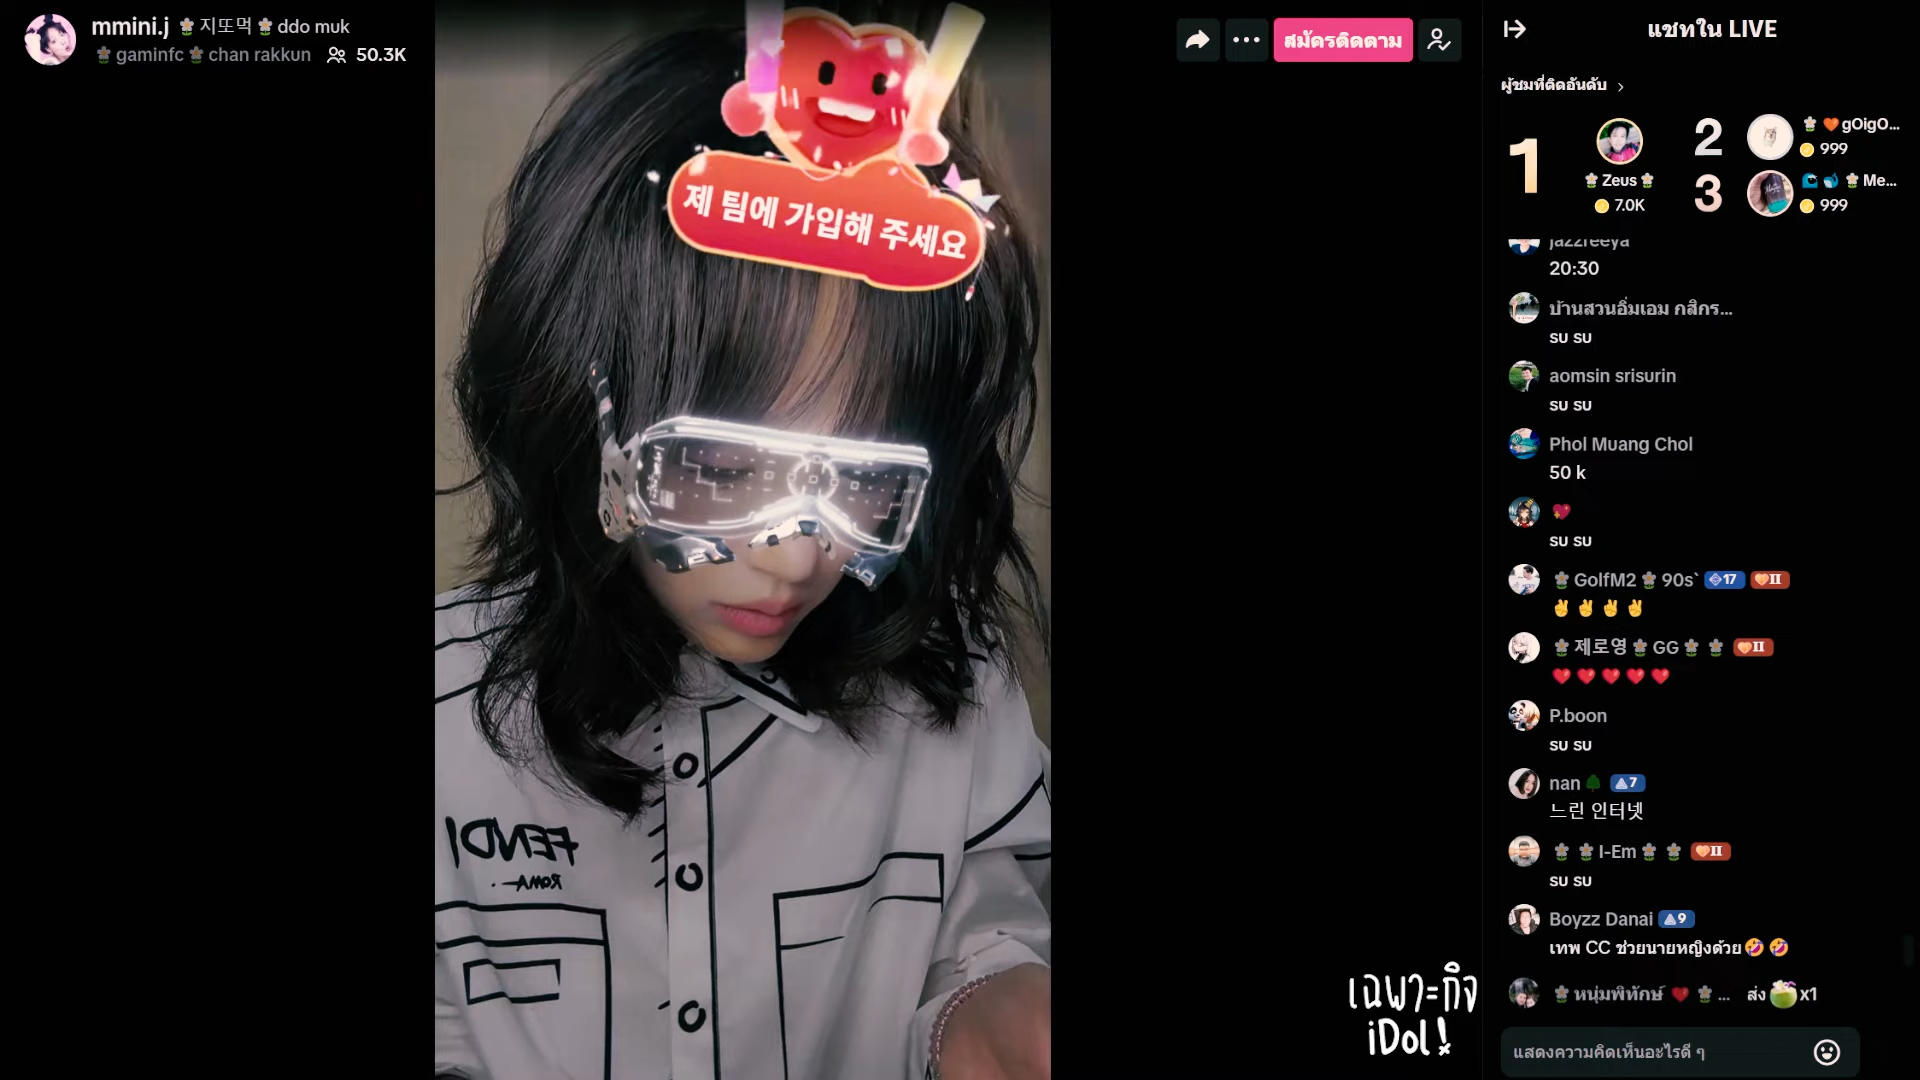 mmini.j 지또먹 ddo muk
gaminfc chan rakkun 50.3K
สมัครติดตาม
제 팀에 가입해 주세요
FENDI
ROMA
เฉพาะกิจ
iDol!
แชทใน LIVE
ผู้ชมที่ติดอันดับ
1
Zeus
7.0K
2
gOigO...
999
3
Me...
999
jazzreeya
20:30
บ้านสวนอิ่มเอม กสิกร...
su su
aomsin srisurin
su su
Phol Muang Chol
50 k
su su
GolfM2 90s` 17 II
제로영 GG II
P.boon
su su
nan 7
느린 인터넷
I-Em II
su su
Boyzz Danai 9
เทพ CC ช่วยนายหญิงด้วย
หนุ่มพิทักษ์ ... ส่ง x1
แสดงความคิดเห็นอะไรดี ๆ